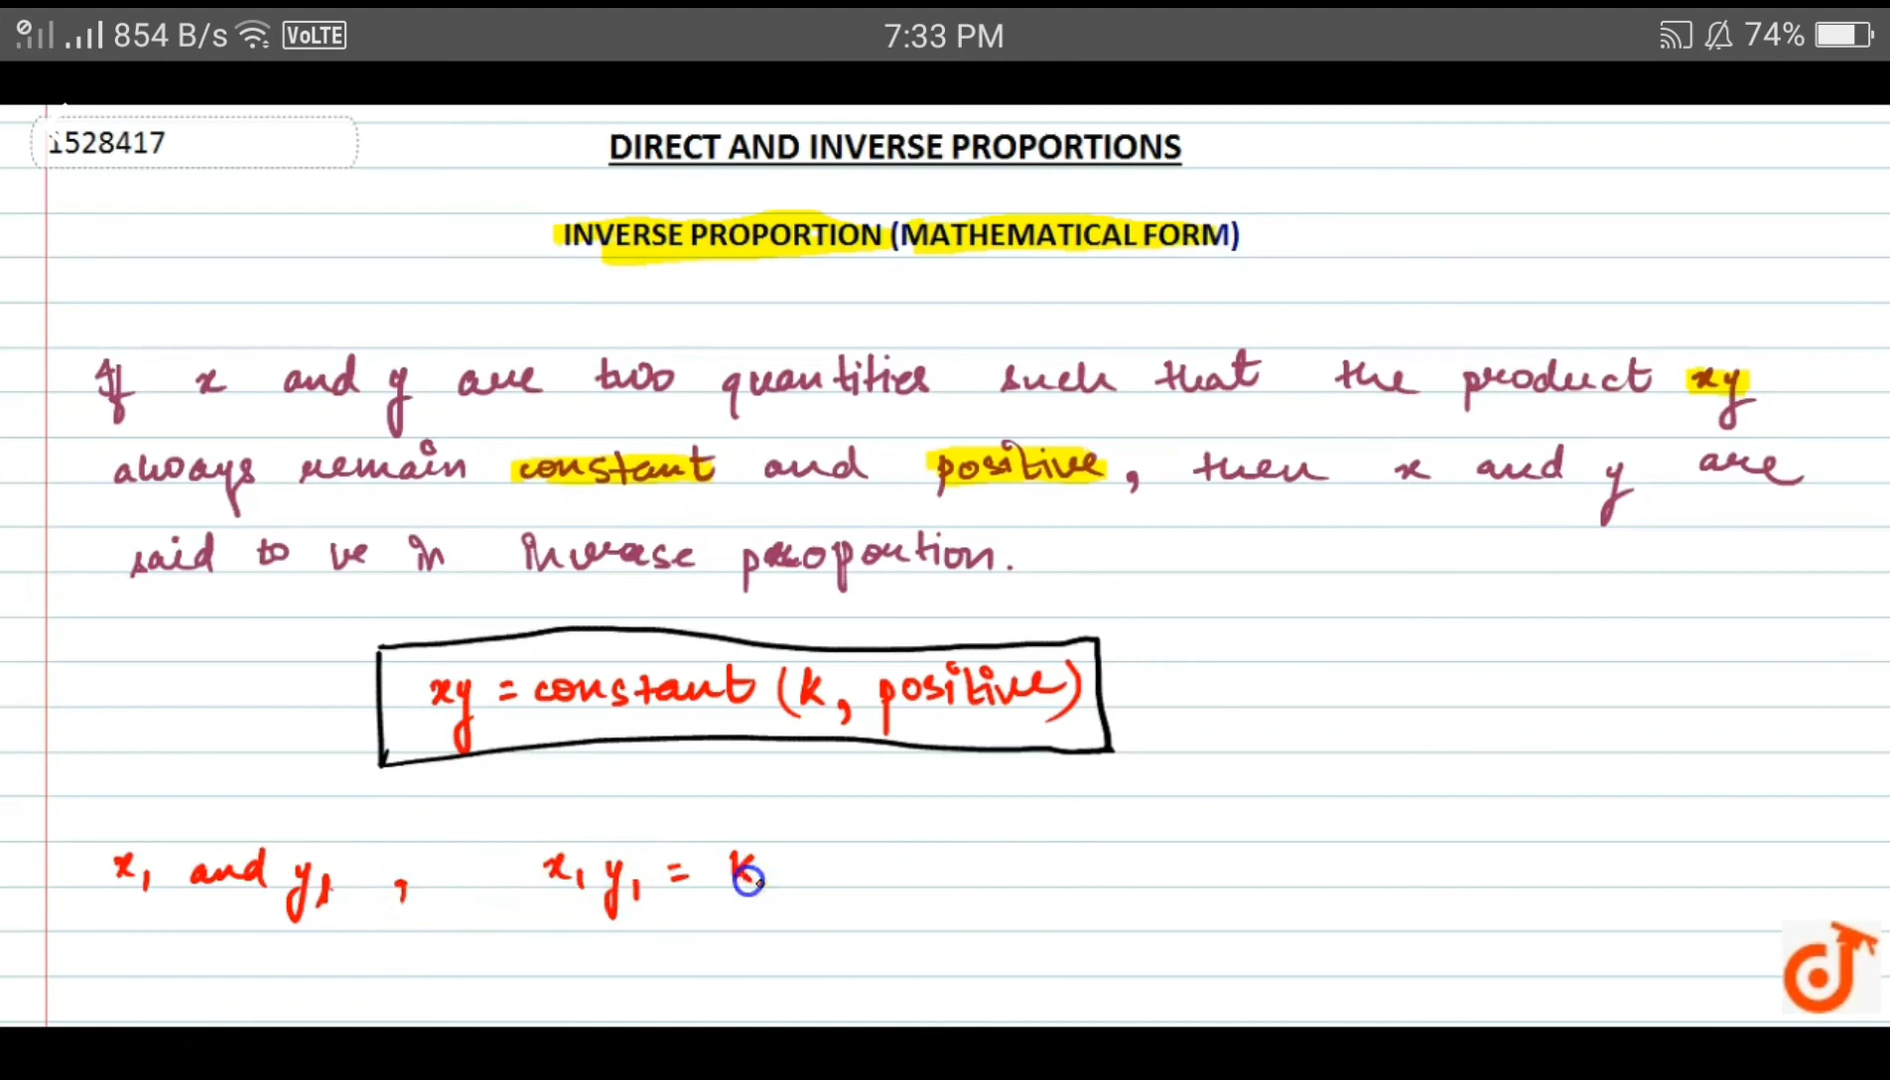 854 B/s VoLTE 7:33 PM 74%
1528417
DIRECT AND INVERSE PROPORTIONS
INVERSE PROPORTION (MATHEMATICAL FORM)
If x and y are two quantities such that the product xy
always remain constant and positive, then x and y are
said to be in inverse proportion.
xy = constant (k, positive)
x₁ and y₁, x₁ y₁ = K